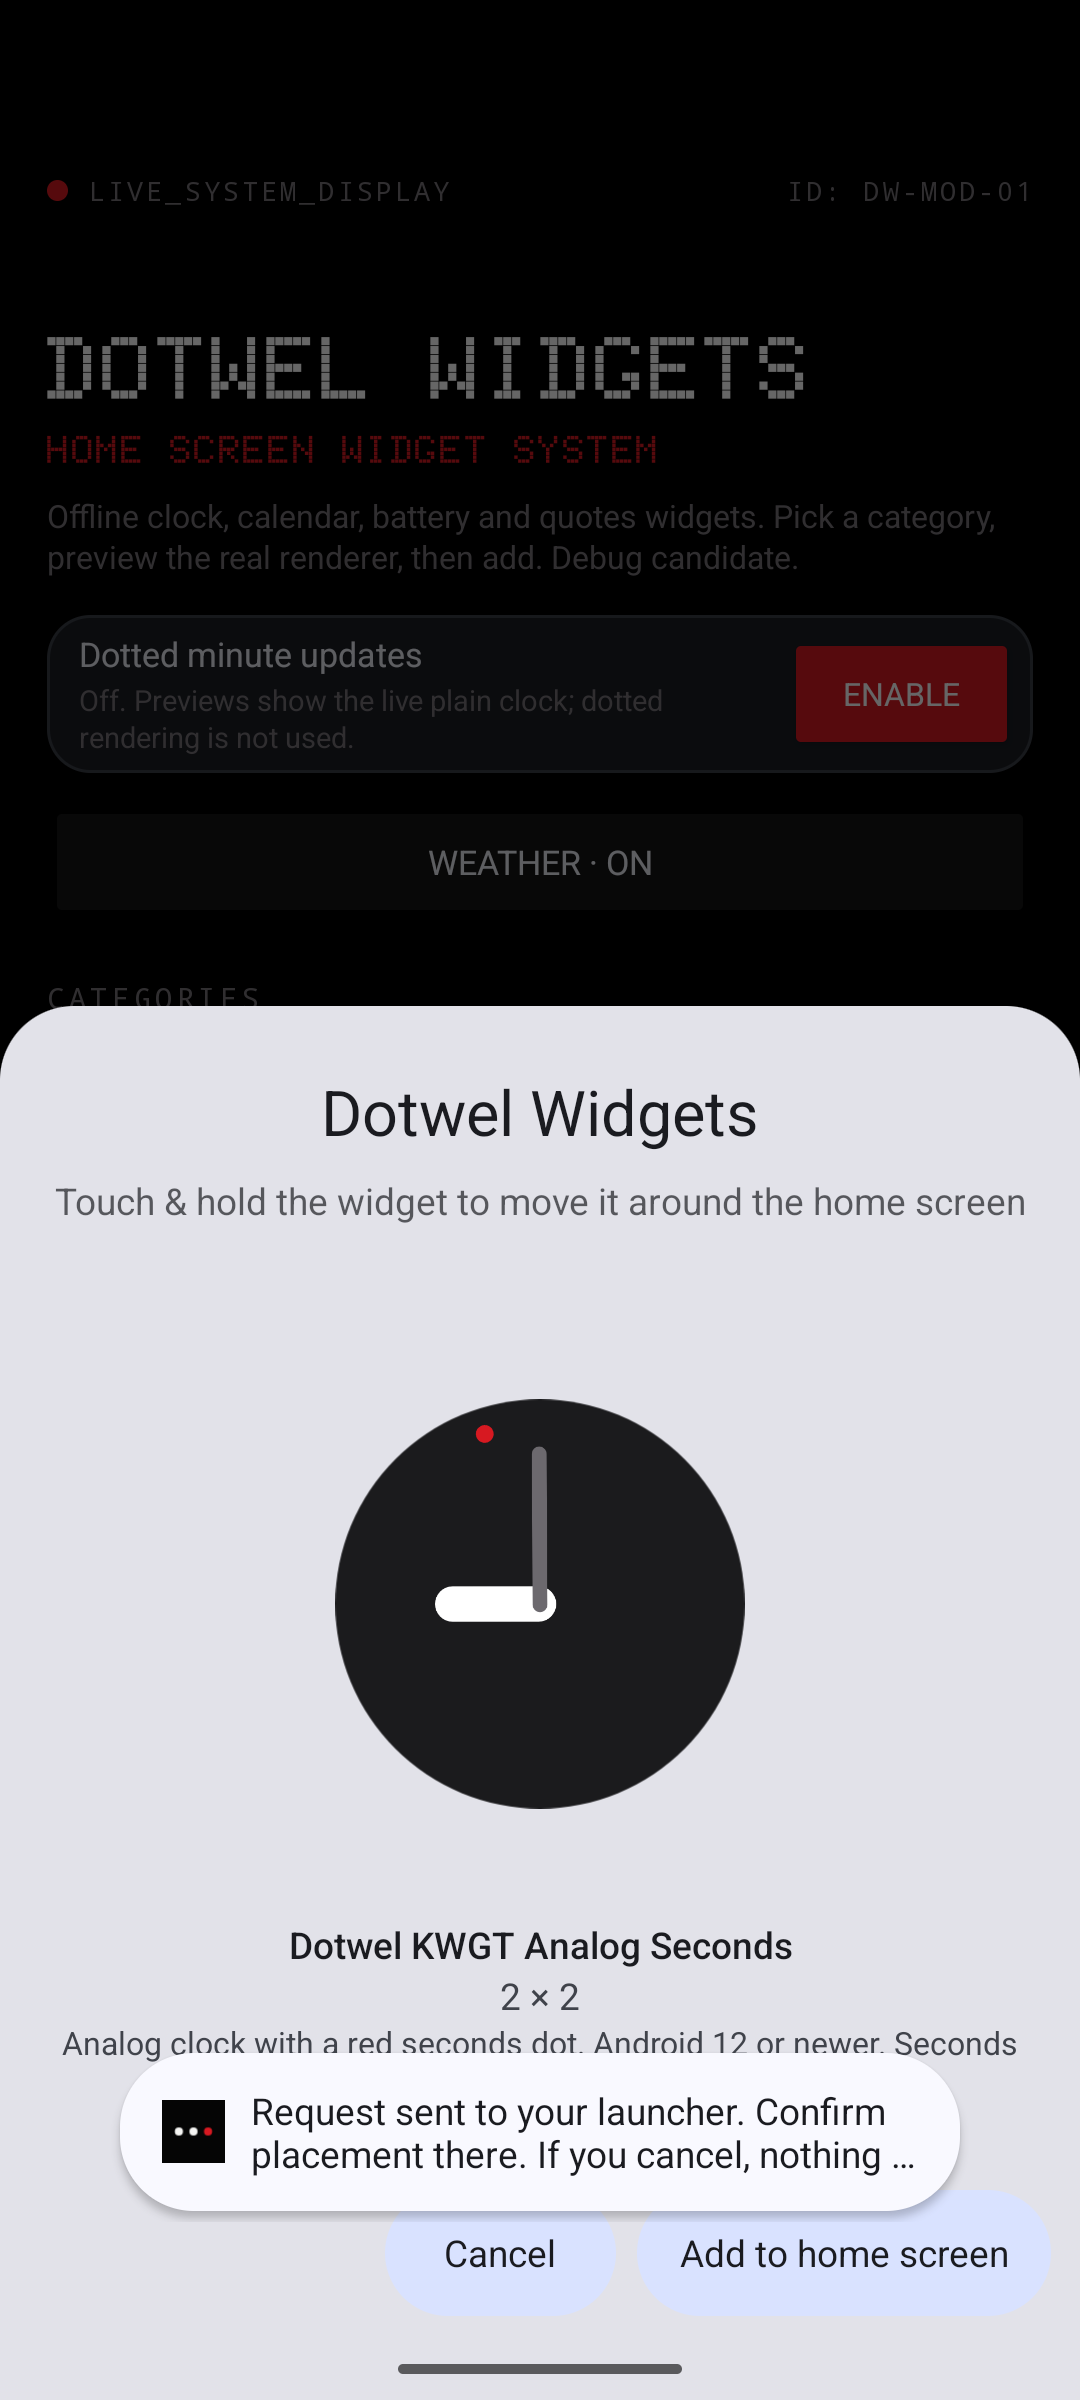 LIVE_SYSTEM_DISPLAY
ID: DW-MOD-01
DOTWEL WIDGETS
HOME SCREEN WIDGET SYSTEM
Offline clock, calendar, battery and quotes widgets. Pick a category,
preview the real renderer, then add. Debug candidate.
Dotted minute updates
Off. Previews show the live plain clock; dotted
rendering is not used.
ENABLE
WEATHER · ON
CATEGORIES
Dotwel Widgets
Touch & hold the widget to move it around the home screen
Dotwel KWGT Analog Seconds
2 × 2
Analog clock with a red seconds dot. Android 12 or newer. Seconds
Request sent to your launcher. Confirm
placement there. If you cancel, nothing ...
Cancel
Add to home screen